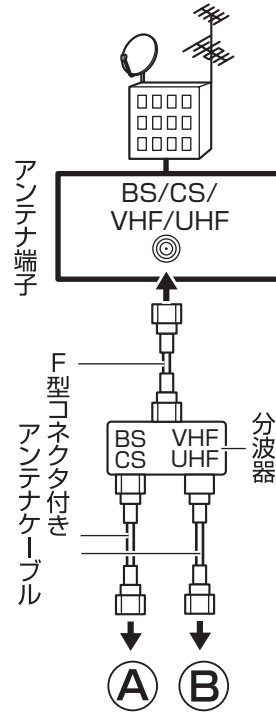 アンテナ端子
BS/CS/
VHF/UHF
F型コネクタ付き
アンテナケーブル
BS VHF
CS UHF
分波器
A B